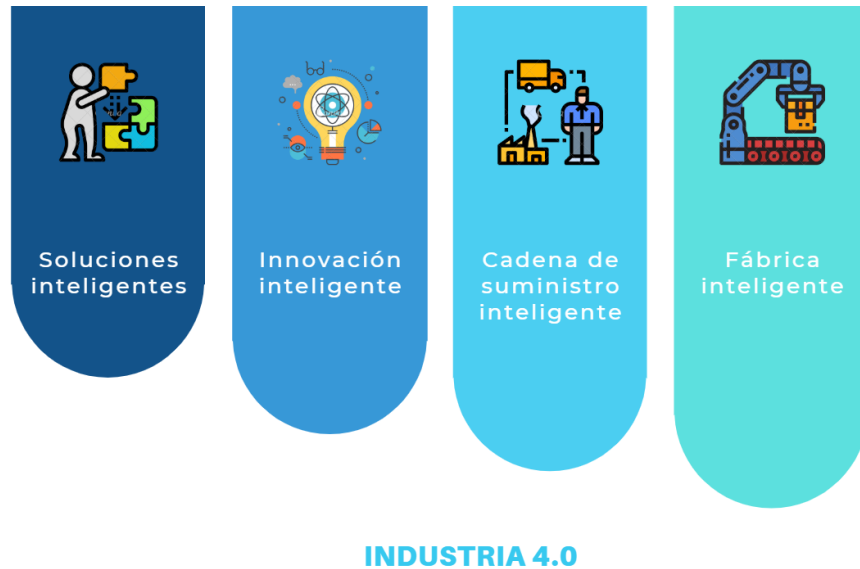 Soluciones
inteligentes
Innovación
inteligente
Cadena de
suministro
inteligente
Fábrica
inteligente
INDUSTRIA 4.0